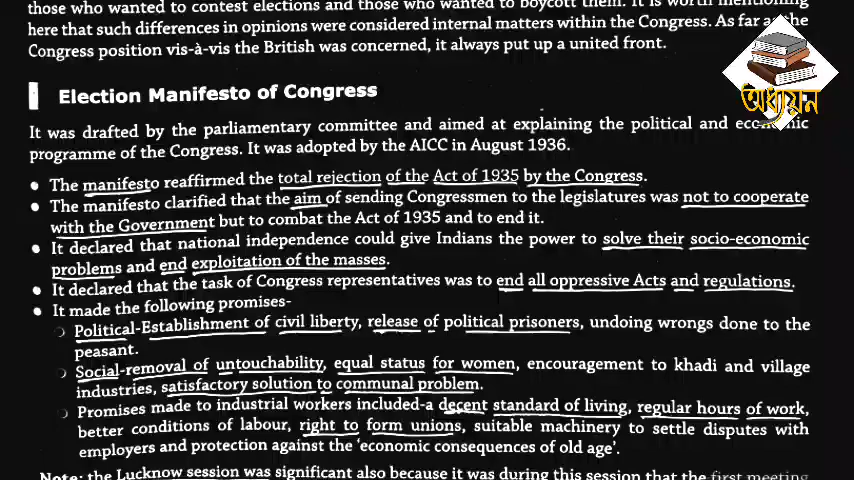 those who wanted to contest elections and those who wanted to boycott them. It is worth mentioning
here that such differences in opinions were considered internal matters within the Congress. As far as the
Congress position vis-à-vis the British was concerned, it always put up a united front.
অধ্যয়ন
Election Manifesto of Congress
It was drafted by the parliamentary committee and aimed at explaining the political and economic
programme of the Congress. It was adopted by the AICC in August 1936.
• The manifesto reaffirmed the total rejection of the Act of 1935 by the Congress.
• The manifesto clarified that the aim of sending Congressmen to the legislatures was not to cooperate
with the Government but to combat the Act of 1935 and to end it.
• It declared that national independence could give Indians the power to solve their socio-economic
problems and end exploitation of the masses.
• It declared that the task of Congress representatives was to end all oppressive Acts and regulations.
• It made the following promises-
○ Political-Establishment of civil liberty, release of political prisoners, undoing wrongs done to the
peasant.
○ Social-removal of untouchability, equal status for women, encouragement to khadi and village
industries, satisfactory solution to communal problem.
○ Promises made to industrial workers included-a decent standard of living, regular hours of work,
better conditions of labour, right to form unions, suitable machinery to settle disputes with
employers and protection against the 'economic consequences of old age'.
Note: the Lucknow session was significant also because it was during this session that the first meeting